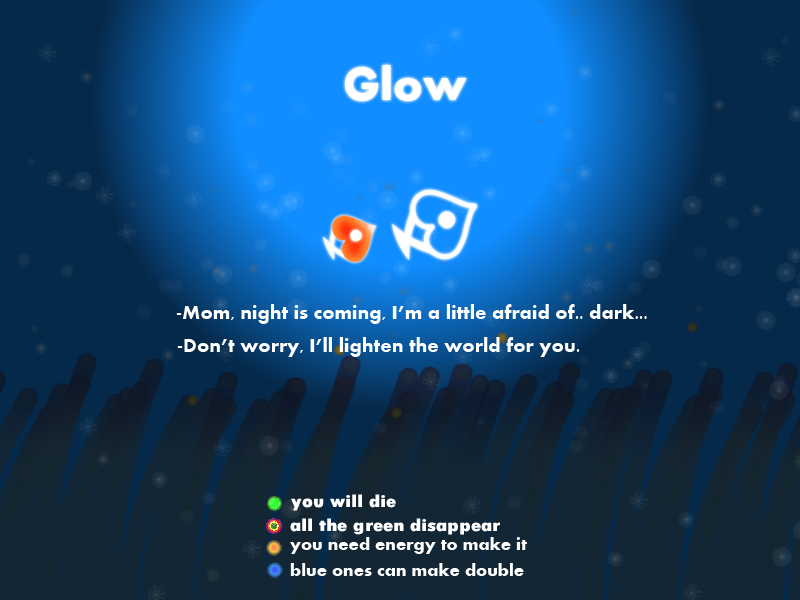 Glow
-Mom, night is coming, I'm a little afraid of.. dark...
-Don't worry, I'll lighten the world for you.
you will die
all the green disappear
you need energy to make it
blue ones can make double